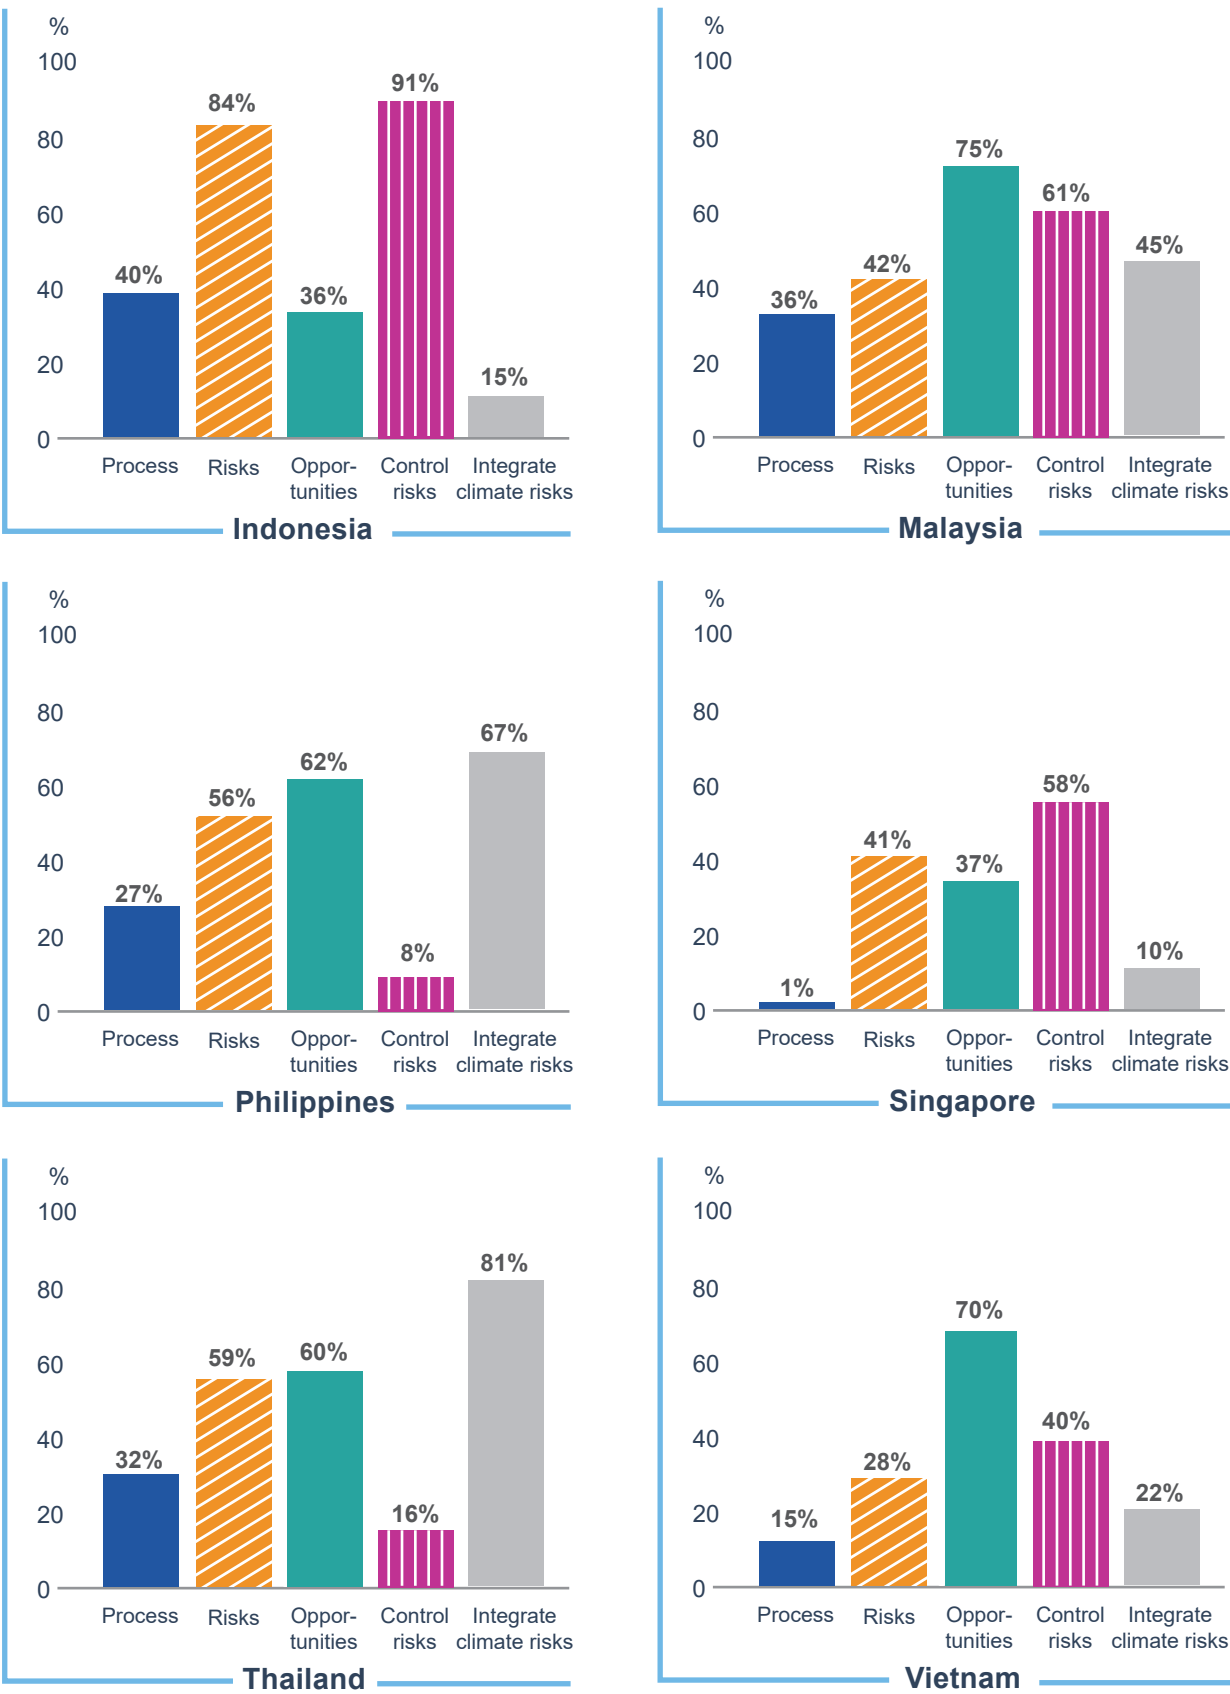 %
100
80
60
40
20
0
84%
91%
40%
36%
15%
Process
Risks
Oppor-
tunities
Control
risks
Integrate
climate risks
Indonesia
%
100
80
60
40
20
0
75%
61%
45%
42%
36%
Process
Risks
Oppor-
tunities
Control
risks
Integrate
climate risks
Malaysia
%
100
80
60
40
20
0
27%
56%
62%
8%
67%
Process
Risks
Oppor-
tunities
Control
risks
Integrate
climate risks
Philippines
%
100
80
60
40
20
0
1%
41%
37%
58%
10%
Process
Risks
Oppor-
tunities
Control
risks
Integrate
climate risks
Singapore
%
100
80
60
40
20
0
32%
59%
60%
16%
81%
Process
Risks
Oppor-
tunities
Control
risks
Integrate
climate risks
Thailand
%
100
80
60
40
20
0
15%
28%
70%
40%
22%
Process
Risks
Oppor-
tunities
Control
risks
Integrate
climate risks
Vietnam